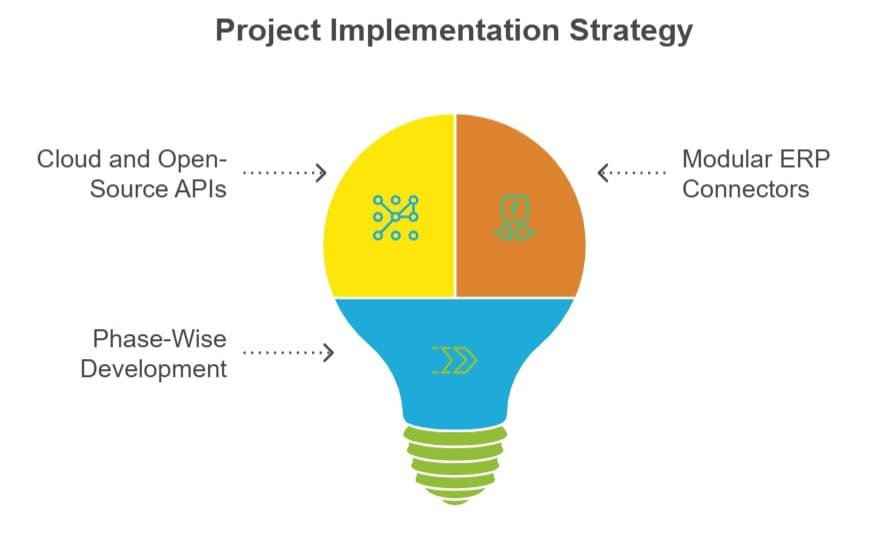 Project Implementation Strategy
Cloud and Open-
Source APIs
Modular ERP
Connectors
Phase-Wise
Development